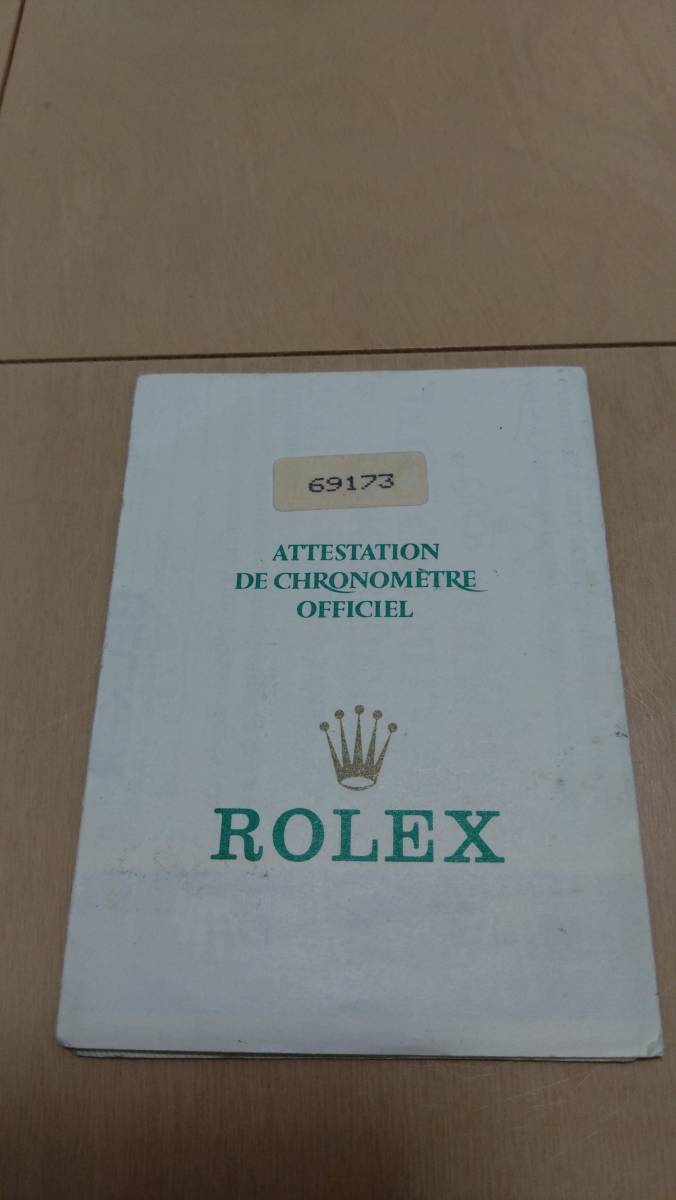 69173
ATTESTATION
DE CHRONOMÈTRE
OFFICIEL
ROLEX